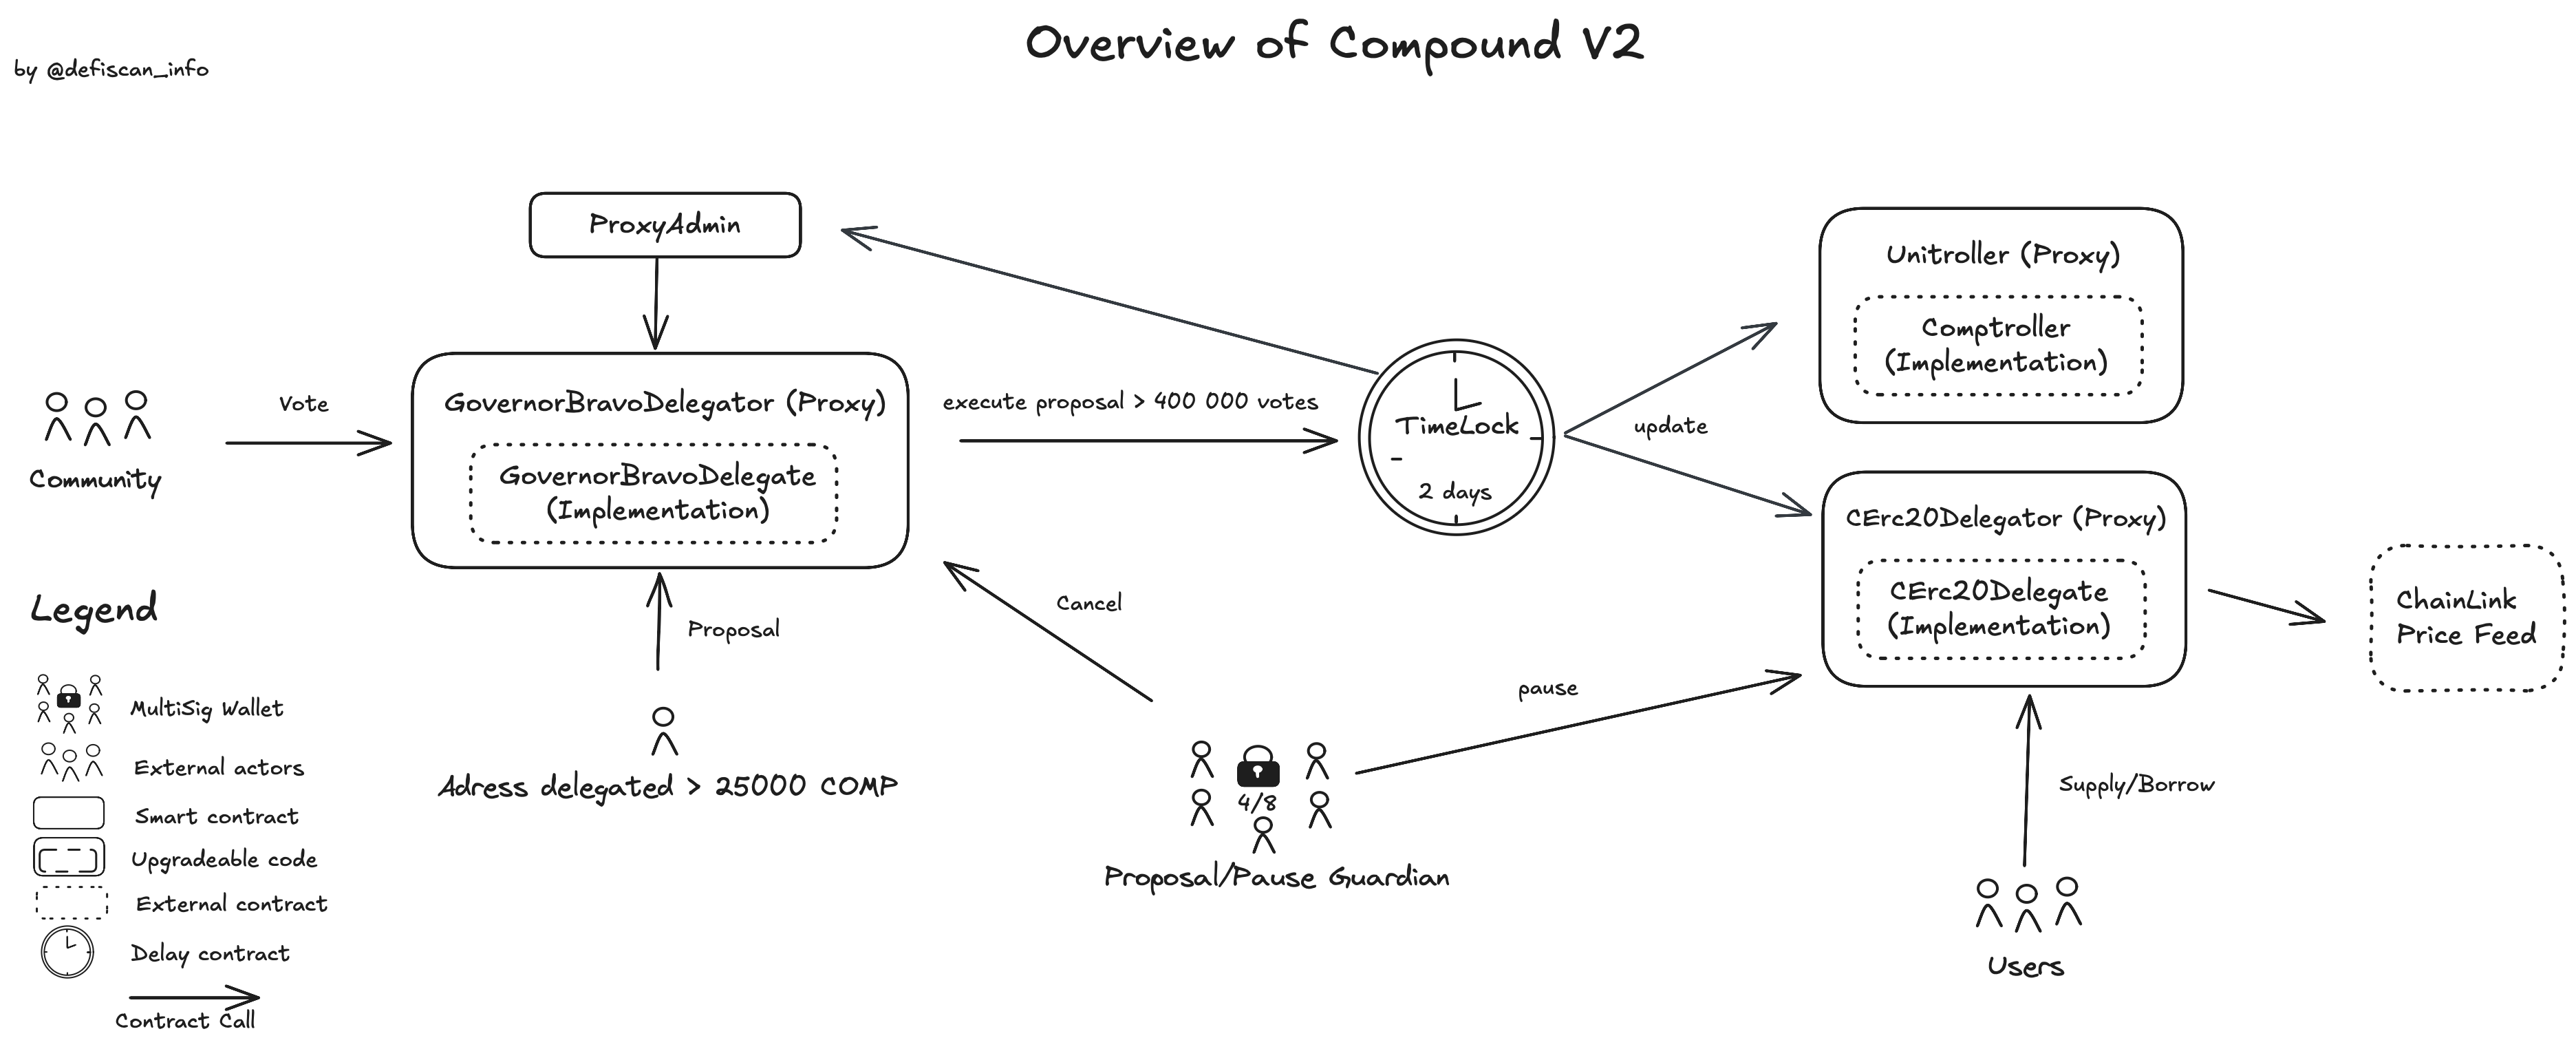 Overview of Compound V2
by @defiscan_info
ProxyAdmin
Unitroller (Proxy)
Comptroller
(Implementation)
Community
Vote
GovernorBravoDelegator (Proxy)
GovernorBravoDelegate
(Implementation)
execute proposal > 400 000 votes
TimeLock
2 days
update
CErc20Delegator (Proxy)
CErc20Delegate
(Implementation)
ChainLink
Price Feed
Proposal
Adress delegated > 25000 COMP
Cancel
pause
4/8
Proposal/Pause Guardian
Supply/Borrow
Users
Legend
MultiSig Wallet
External actors
Smart contract
Upgradeable code
External contract
Delay contract
Contract Call